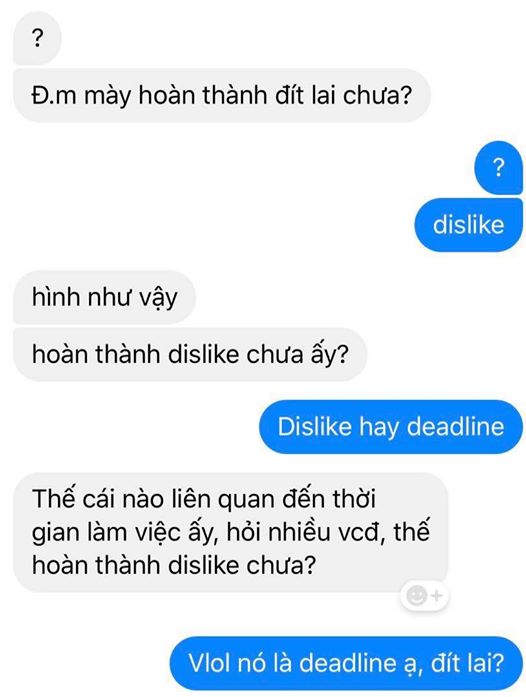 ?
Đ.m mày hoàn thành đít lai chưa?
?
dislike
hình như vậy
hoàn thành dislike chưa ấy?
Dislike hay deadline
Thế cái nào liên quan đến thời
gian làm việc ấy, hỏi nhiều vcđ, thế
hoàn thành dislike chưa?
Vlol nó là deadline ạ, đít lai?